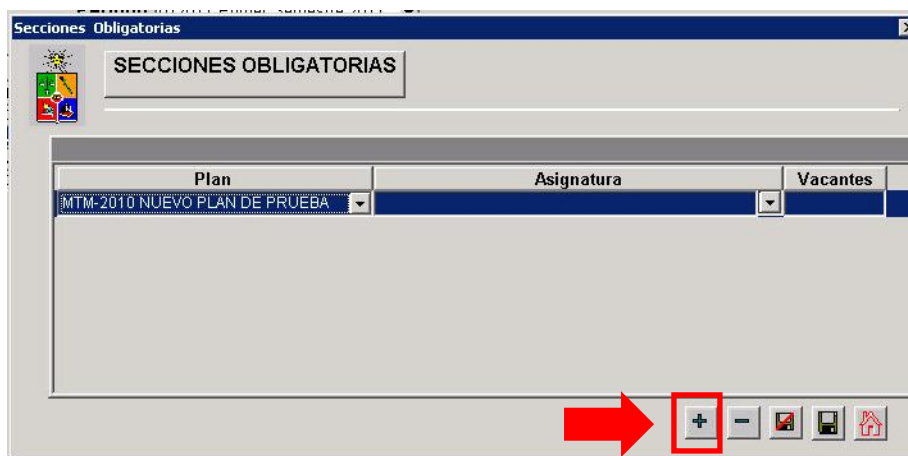 Secciones Obligatorias
SECCIONES OBLIGATORIAS
Plan Asignatura Vacantes
MTM-2010 NUEVO PLAN DE PRUEBA